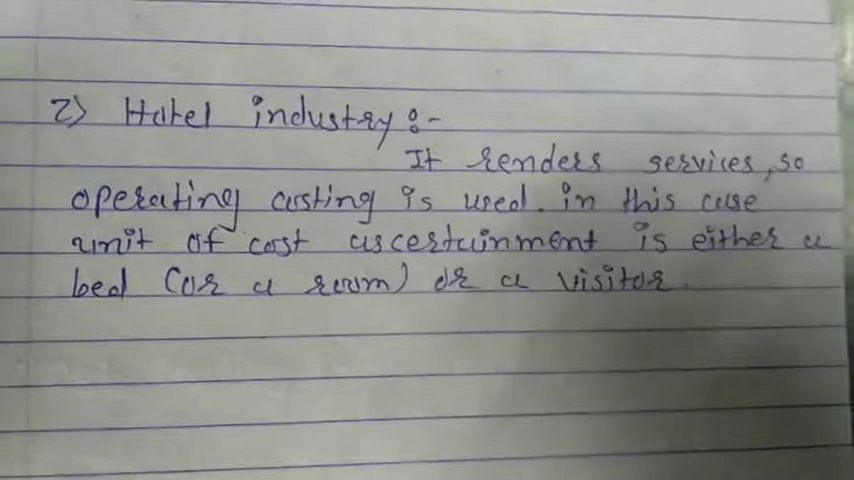 2) Hotel industry :-
It renders services, so
operating costing is used. in this case
unit of cost ascertainment is either a
bed (or a room) or a visitor.